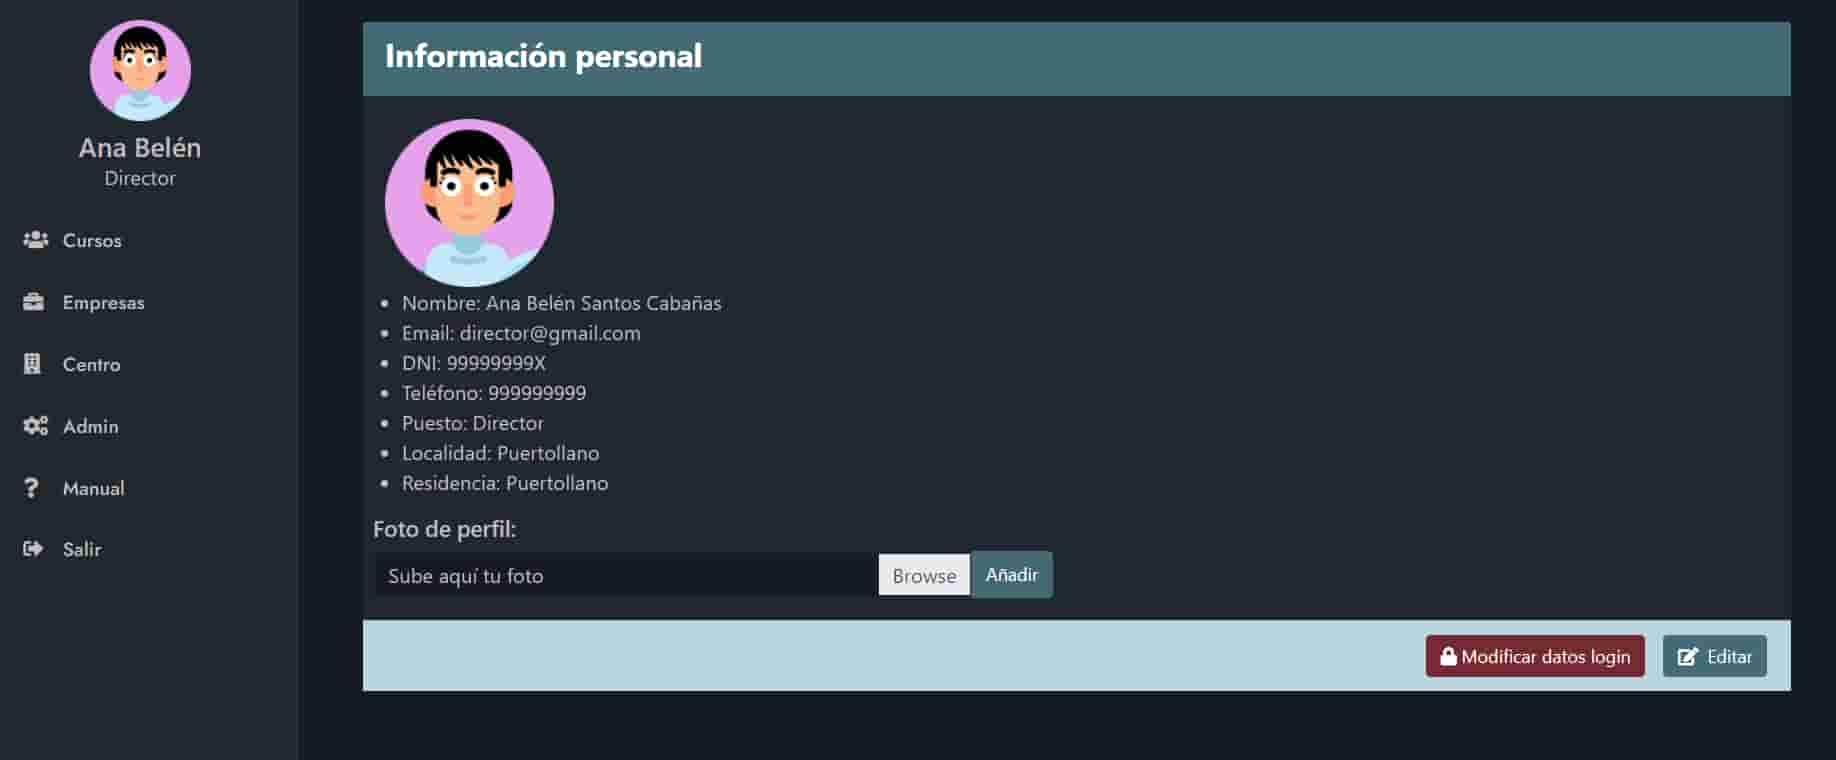 Ana Belén
Director
Cursos
Empresas
Centro
Admin
Manual
Salir
Información personal
Nombre: Ana Belén Santos Cabañas
Email: director@gmail.com
DNI: 99999999X
Teléfono: 999999999
Puesto: Director
Localidad: Puertollano
Residencia: Puertollano
Foto de perfil:
Sube aquí tu foto Browse Añadir
Modificar datos login Editar